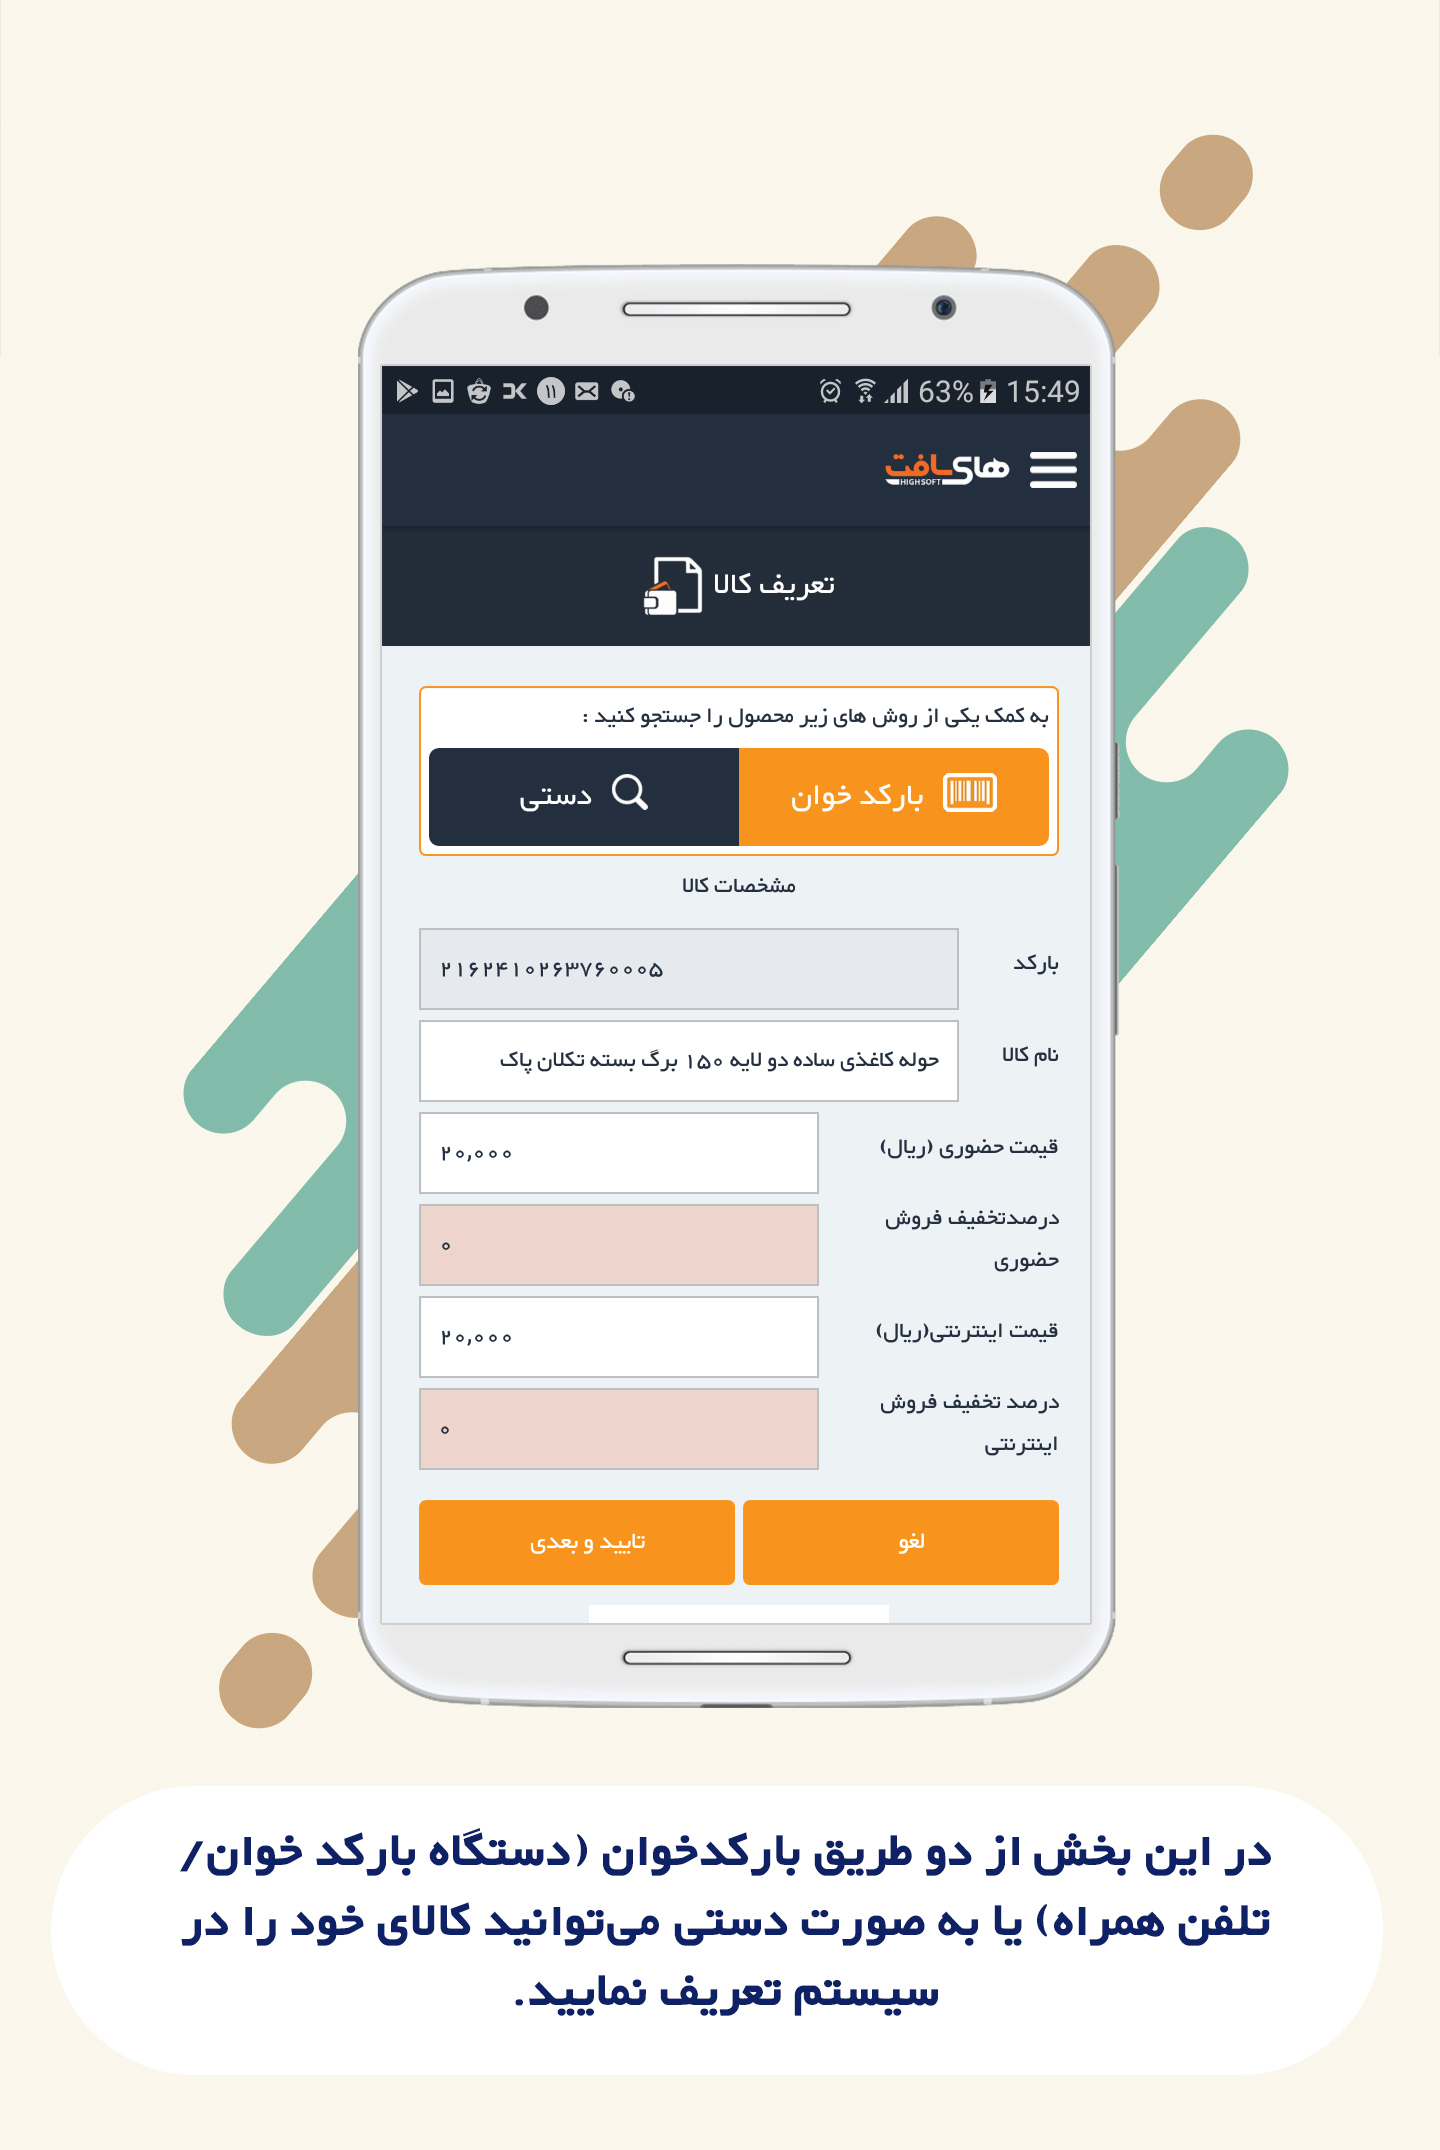 63% 15:49
۱۱
های‌سافت
HIGHSOFT
تعریف کالا
به کمک یکی از روش های زیر محصول را جستجو کنید :
بارکد خوان
دستی
مشخصات کالا
بارکد
۲۱۶۲۴۱۰۲۶۳۷۶۰۰۰۵
نام کالا
حوله کاغذی ساده دو لایه ۱۵۰ برگ بسته تکلان پاک
قیمت حضوری (ریال)
۲۰,۰۰۰
درصدتخفیف فروش
حضوری
۰
قیمت اینترنتی(ریال)
۲۰,۰۰۰
درصد تخفیف فروش
اینترنتی
۰
لغو
تایید و بعدی
در این بخش از دو طریق بارکدخوان (دستگاه بارکد خوان/
تلفن همراه) یا به صورت دستی می‌توانید کالای خود را در
سیستم تعریف نمایید.